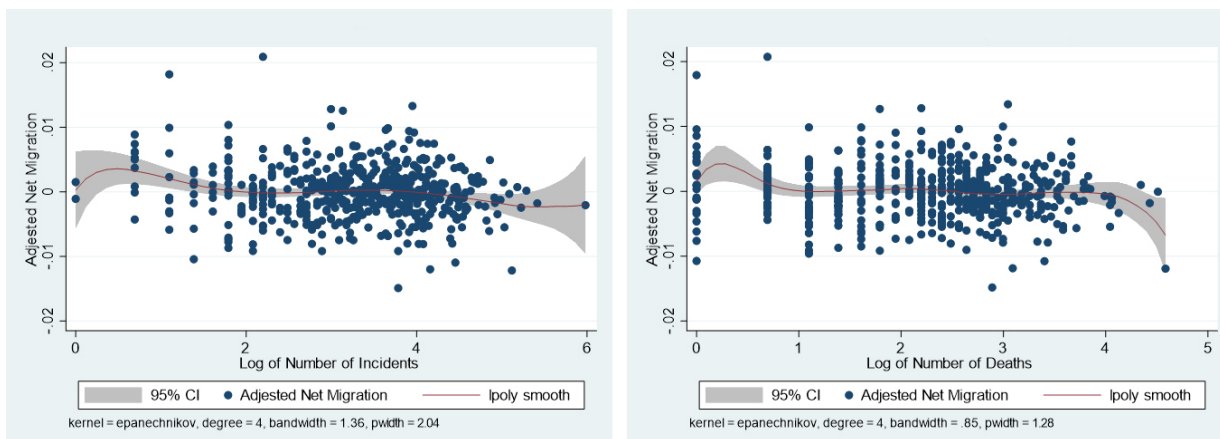 .02
.01
0
-.01
-.02
Adjested Net Migration
0
2
4
6
Log of Number of Incidents
95% CI
Adjusted Net Migration
lpoly smooth
kernel = epanechnikov, degree = 4, bandwidth = 1.36, pwidth = 2.04
.02
.01
0
-.01
-.02
Adjested Net Migration
0
1
2
3
4
5
Log of Number of Deaths
95% CI
Adjusted Net Migration
lpoly smooth
kernel = epanechnikov, degree = 4, bandwidth = .85, pwidth = 1.28